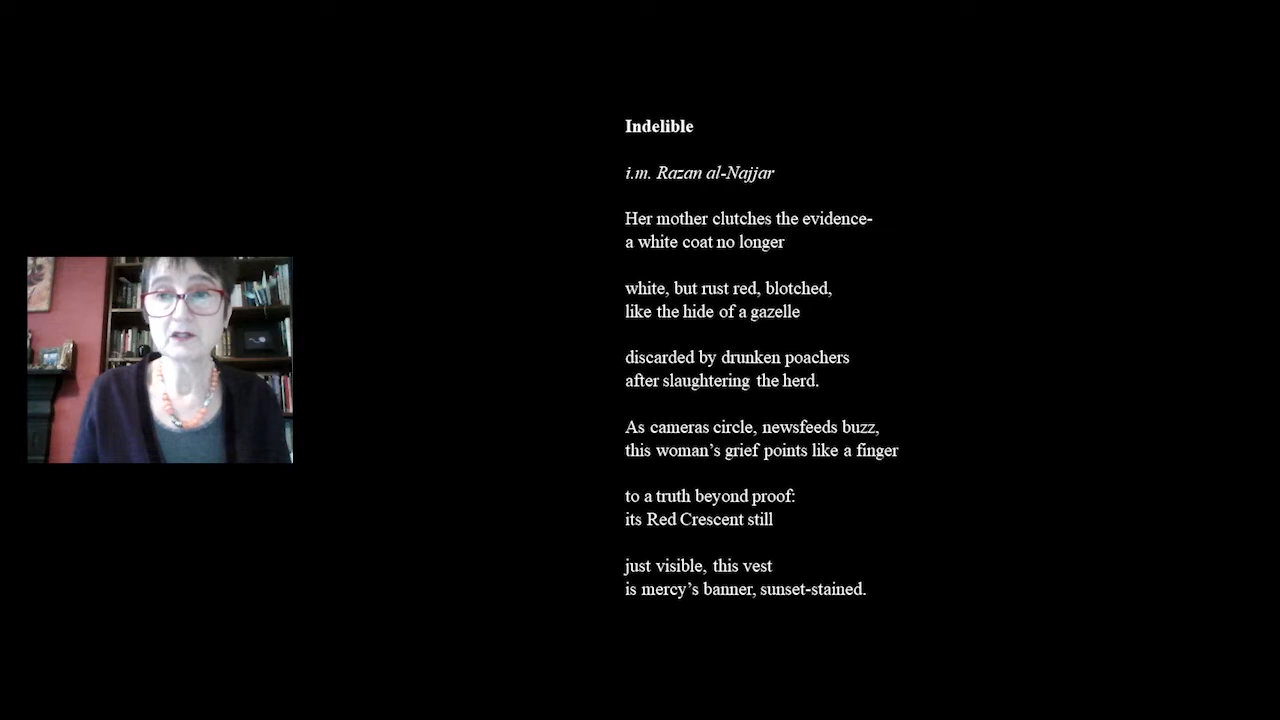 Indelible
i.m. Razan al-Najjar
Her mother clutches the evidence-
a white coat no longer
white, but rust red, blotched,
like the hide of a gazelle
discarded by drunken poachers
after slaughtering the herd.
As cameras circle, newsfeeds buzz,
this woman’s grief points like a finger
to a truth beyond proof:
its Red Crescent still
just visible, this vest
is mercy’s banner, sunset-stained.